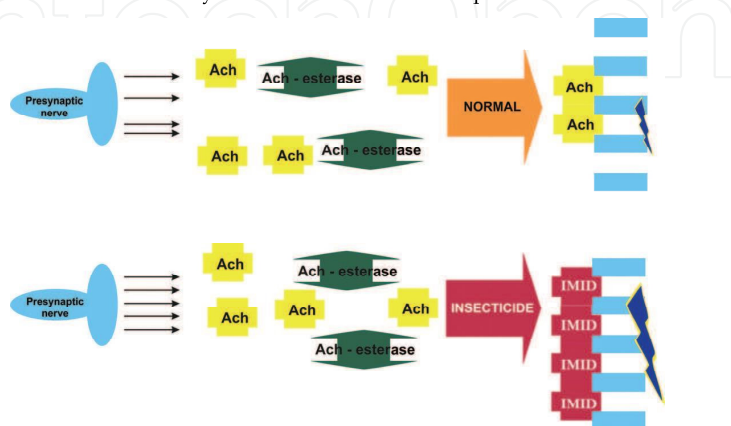 Ach
Ach - esterase
Ach
Presynaptic
nerve
NORMAL
Ach
Ach
Ach
Ach - esterase
Ach
Ach
Ach - esterase
IMID
Presynaptic
nerve
Ach
Ach
Ach
INSECTICIDE
IMID
Ach - esterase
IMID
IMID